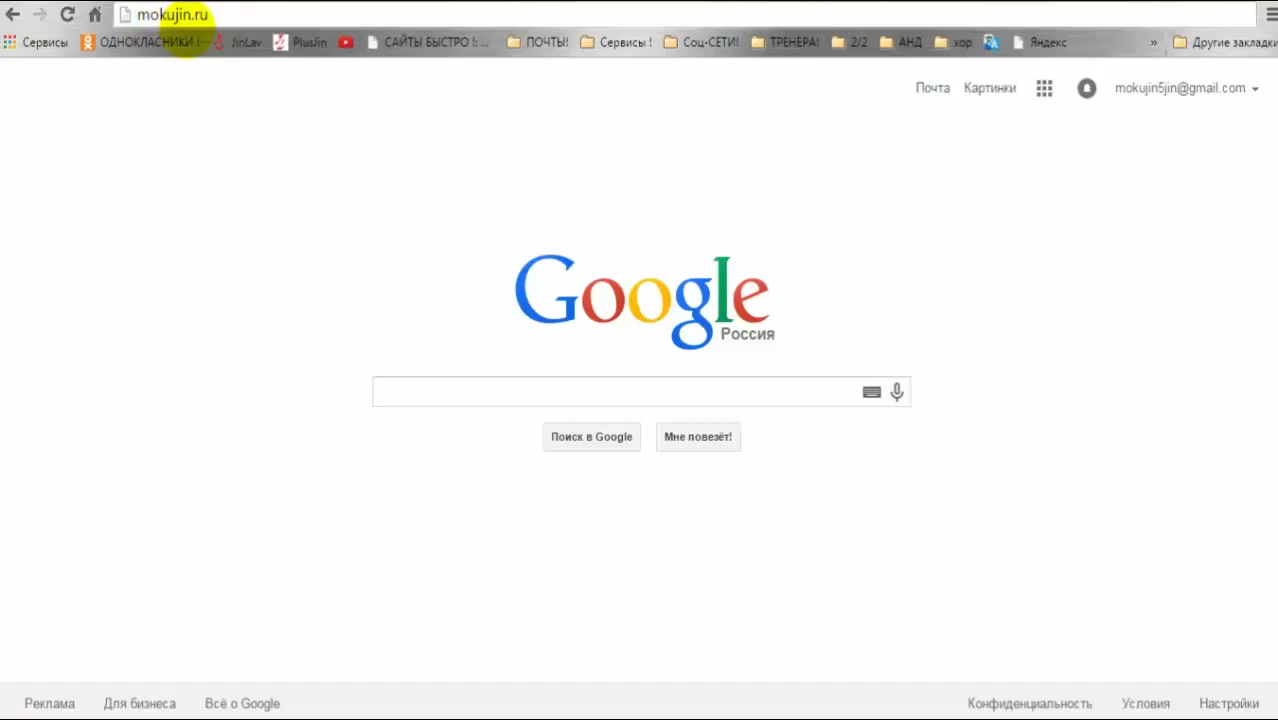 mokujin.ru
Сервисы ОДНОКЛАСНИКИ ! JinLav PlusJin САЙТЫ БЫСТРО !: ... ПОЧТЫ! Сервисы ! Соц-СЕТИ! ТРЕНЕРА! 2/2 АНД хор Яндекс » Другие закладки
Почта Картинки mokujin5jin@gmail.com
Google
Россия
Поиск в Google Мне повезёт!
Реклама Для бизнеса Всё о Google Конфиденциальность Условия Настройки